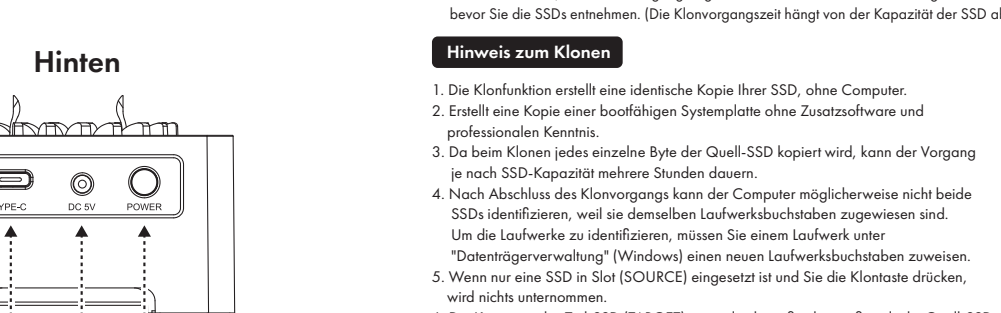 bevor Sie die SSDs entnehmen. (Die Klonvorgangszeit hängt von der Kapazität der SSD
Hinten
TYPE-C
DC 5V
POWER
Hinweis zum Klonen
1. Die Klonfunktion erstellt eine identische Kopie Ihrer SSD, ohne Computer.
2. Erstellt eine Kopie einer bootfähigen Systemplatte ohne Zusatzsoftware und
professionalen Kenntnis.
3. Da beim Klonen jedes einzelne Byte der Quell-SSD kopiert wird, kann der Vorgang
je nach SSD-Kapazität mehrere Stunden dauern.
4. Nach Abschluss des Klonvorgangs kann der Computer möglicherweise nicht beide
SSDs identifizieren, weil sie demselben Laufwerksbuchstaben zugewiesen sind.
Um die Laufwerke zu identifizieren, müssen Sie einem Laufwerk unter
"Datenträgerverwaltung" (Windows) einen neuen Laufwerksbuchstaben zuweisen.
5. Wenn nur eine SSD in Slot (SOURCE) eingesetzt ist und Sie die Klontaste drücken,
wird nichts unternommen.